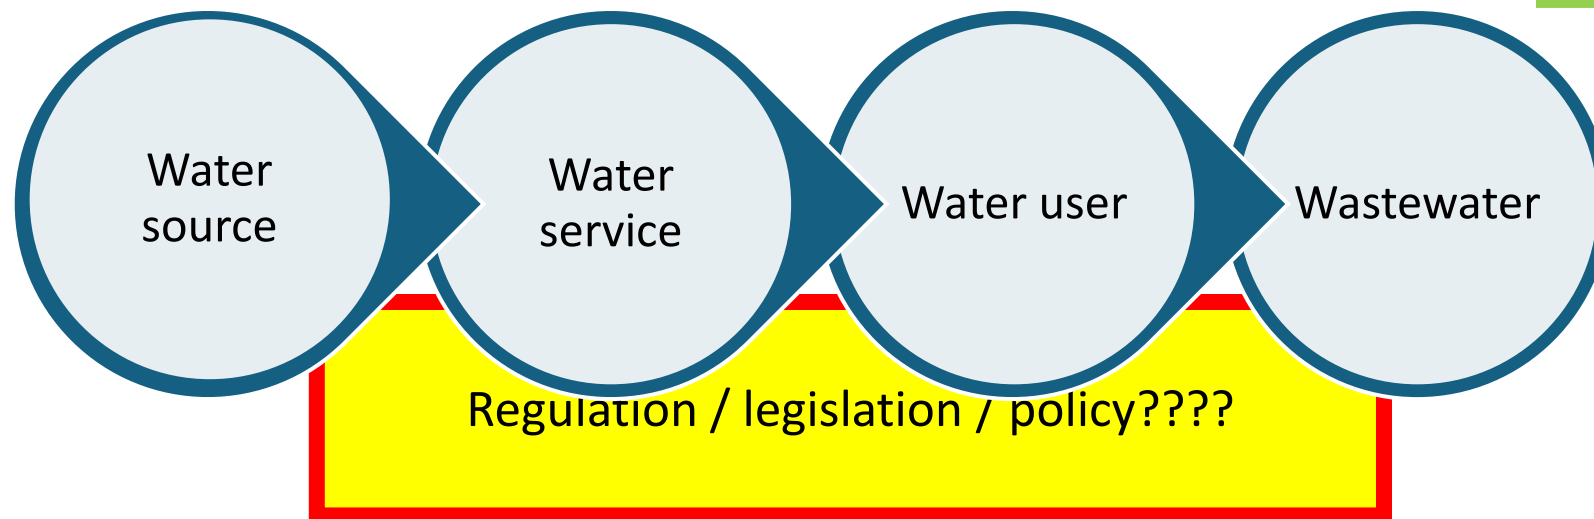 Water
source
Water
service
Water user
Wastewater
Regulation / legislation / policy????